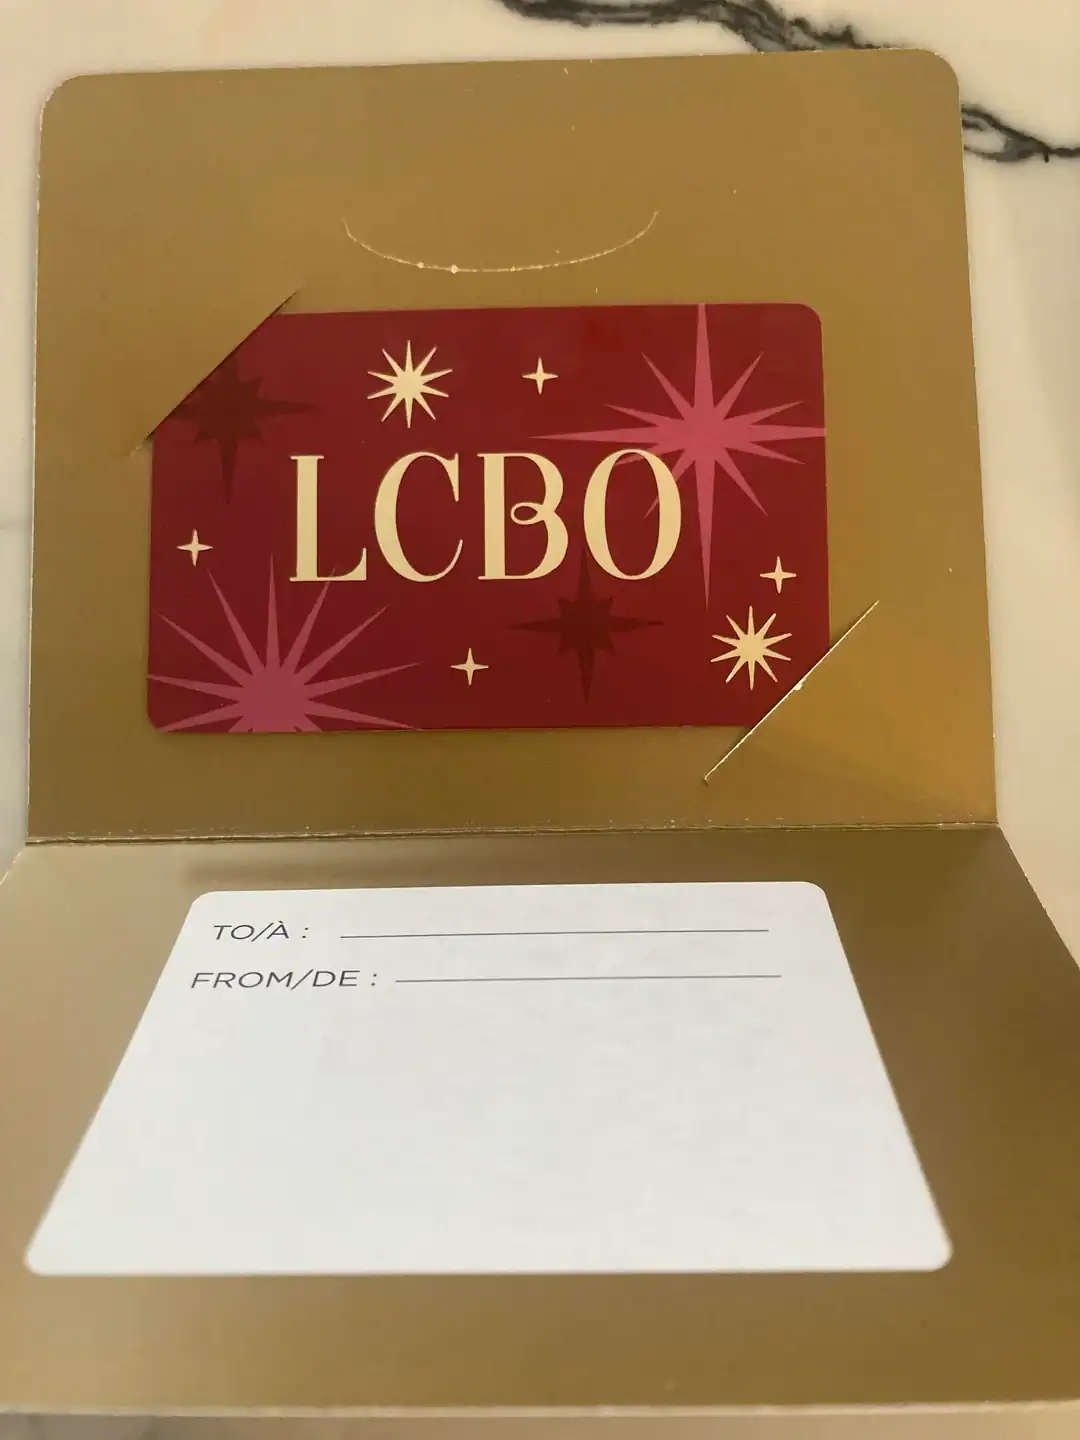 LCBO
TO/À :
FROM/DE :